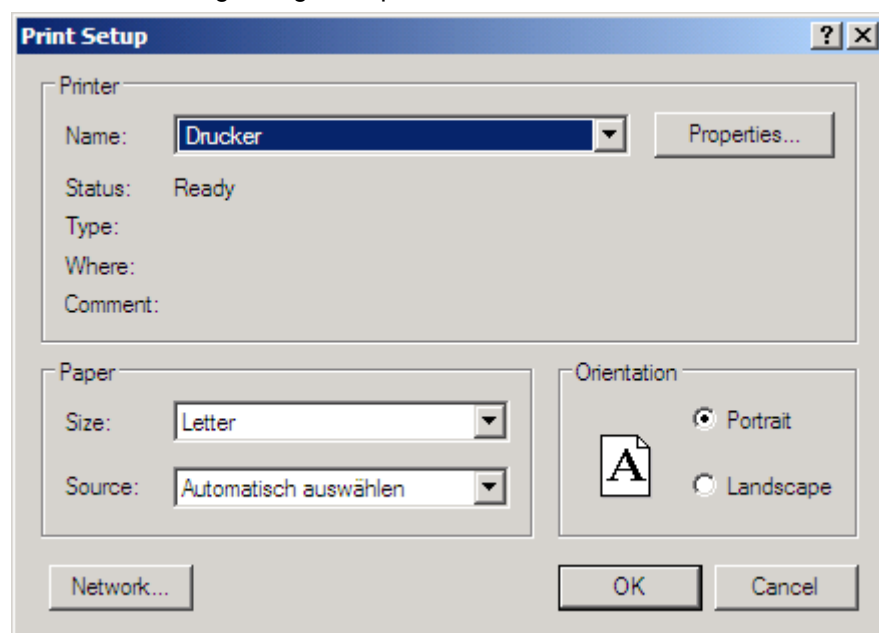 Print Setup
Printer
Name: Drucker Properties...
Status: Ready
Type:
Where:
Comment:
Paper
Size: Letter
Source: Automatisch auswählen
Orientation
A
Portrait
Landscape
Network... OK Cancel